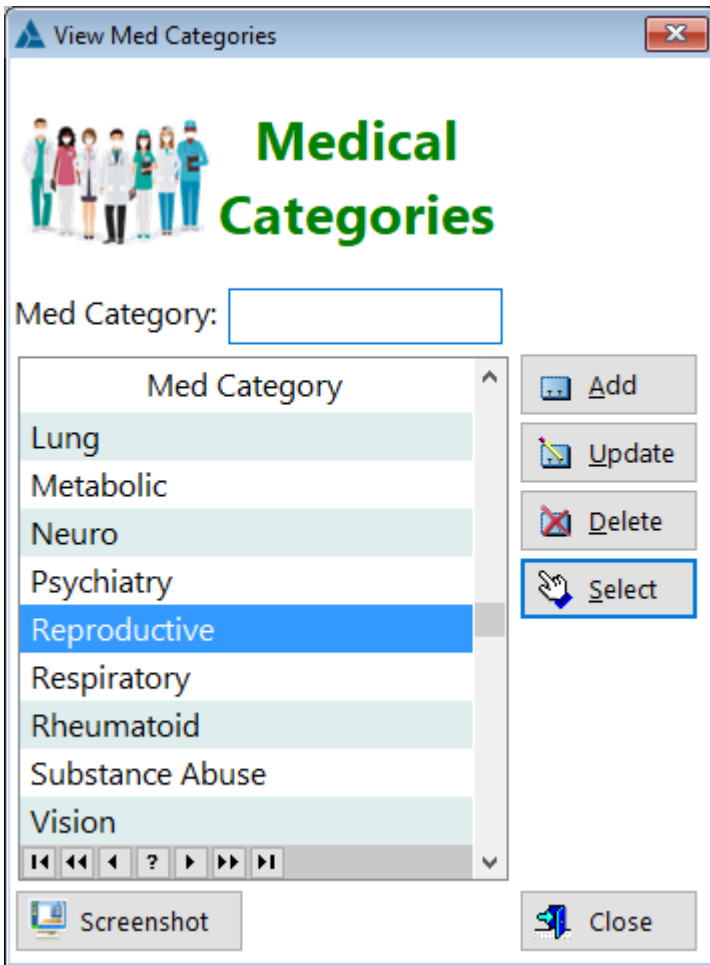 View Med Categories
Medical
Categories
Med Category:
Med Category
Lung
Metabolic
Neuro
Psychiatry
Reproductive
Respiratory
Rheumatoid
Substance Abuse
Vision
?
Add
Update
Delete
Select
Screenshot
Close